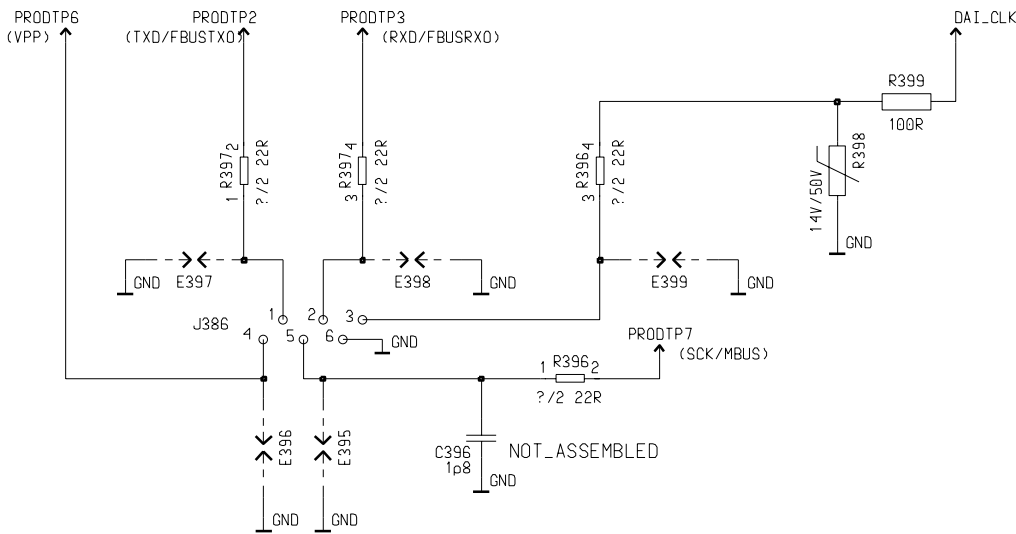 PRODTP6
(VPP)
PRODTP2
(TXD/FBUSTX0)
PRODTP3
(RXD/FBUSRX0)
DAI_CLK
R399
100R
R397
2
1
?/2 22R
R397
4
3
?/2 22R
R396
4
3
?/2 22R
R398
14V/50V
GND
GND
E397
E398
GND
E399
GND
J386
1
2
3
4
5
6
GND
PRODTP7
(SCK/MBUS)
1 R396 2
?/2 22R
E396
E395
C396
1p8
NOT_ASSEMBLED
GND
GND
GND